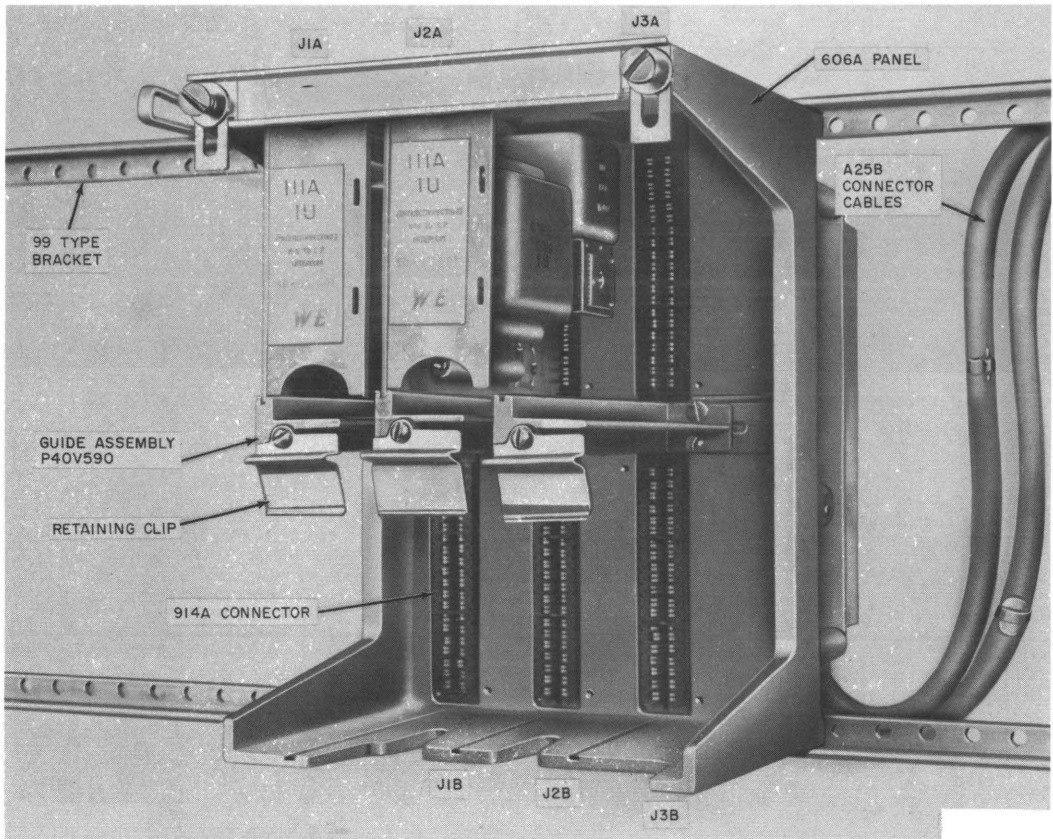 J1A
J2A
J3A
606A PANEL
A25B
CONNECTOR
CABLES
99 TYPE
BRACKET
111A
1U
WE
111A
1U
WE
GUIDE ASSEMBLY
P40V590
RETAINING CLIP
914A CONNECTOR
J1B
J2B
J3B